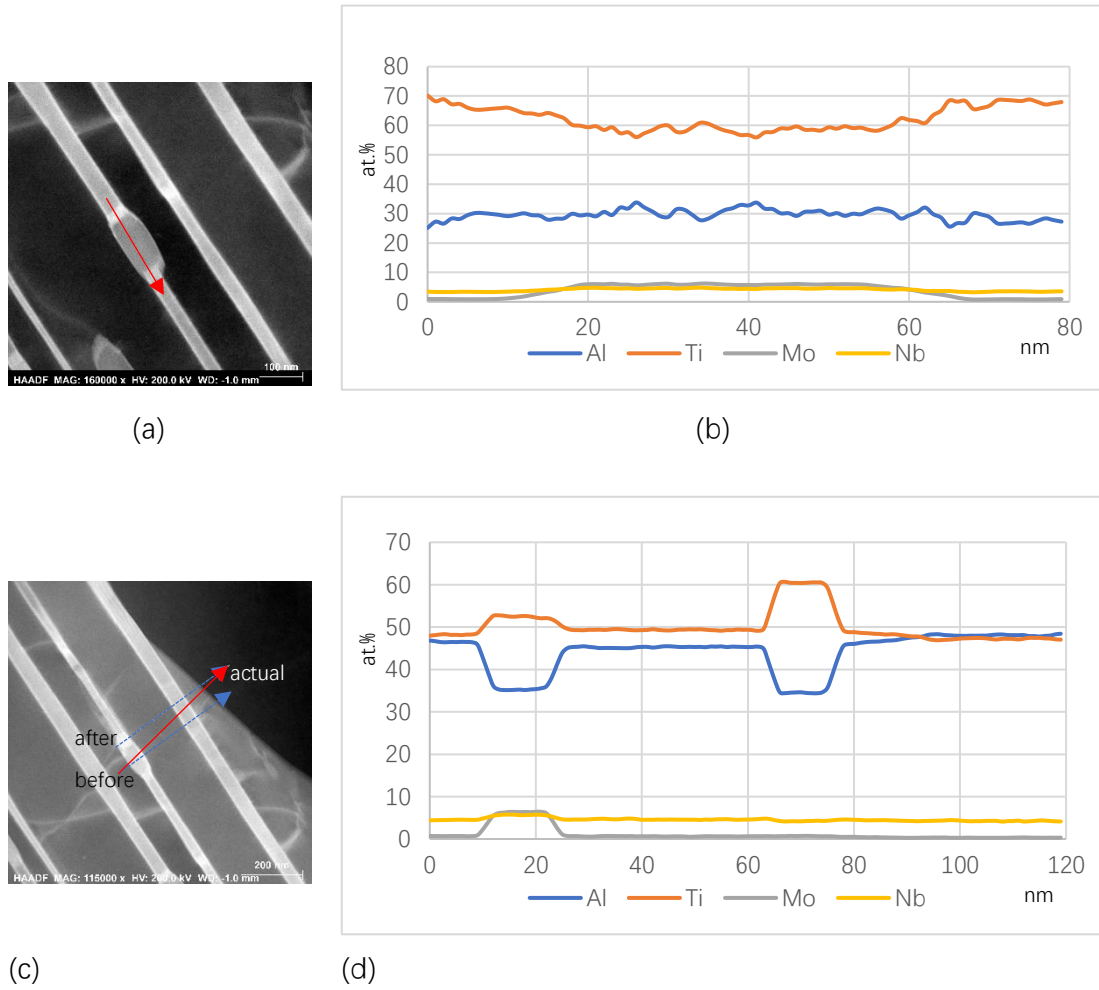 80
70
60
50
40
30
20
10
0
at.%
0 20 40 60 80
nm
Al Ti Mo Nb
100 nm
HAADF MAG: 160000 x HV: 200.0 kV WD: -1.0 mm
(a)
(b)
actual
after
before
200 nm
HAADF MAG: 115000 x HV: 200.0 kV WD: -1.0 mm
70
60
50
40
30
20
10
0
at.%
0 20 40 60 80 100 120
nm
Al Ti Mo Nb
(c)
(d)